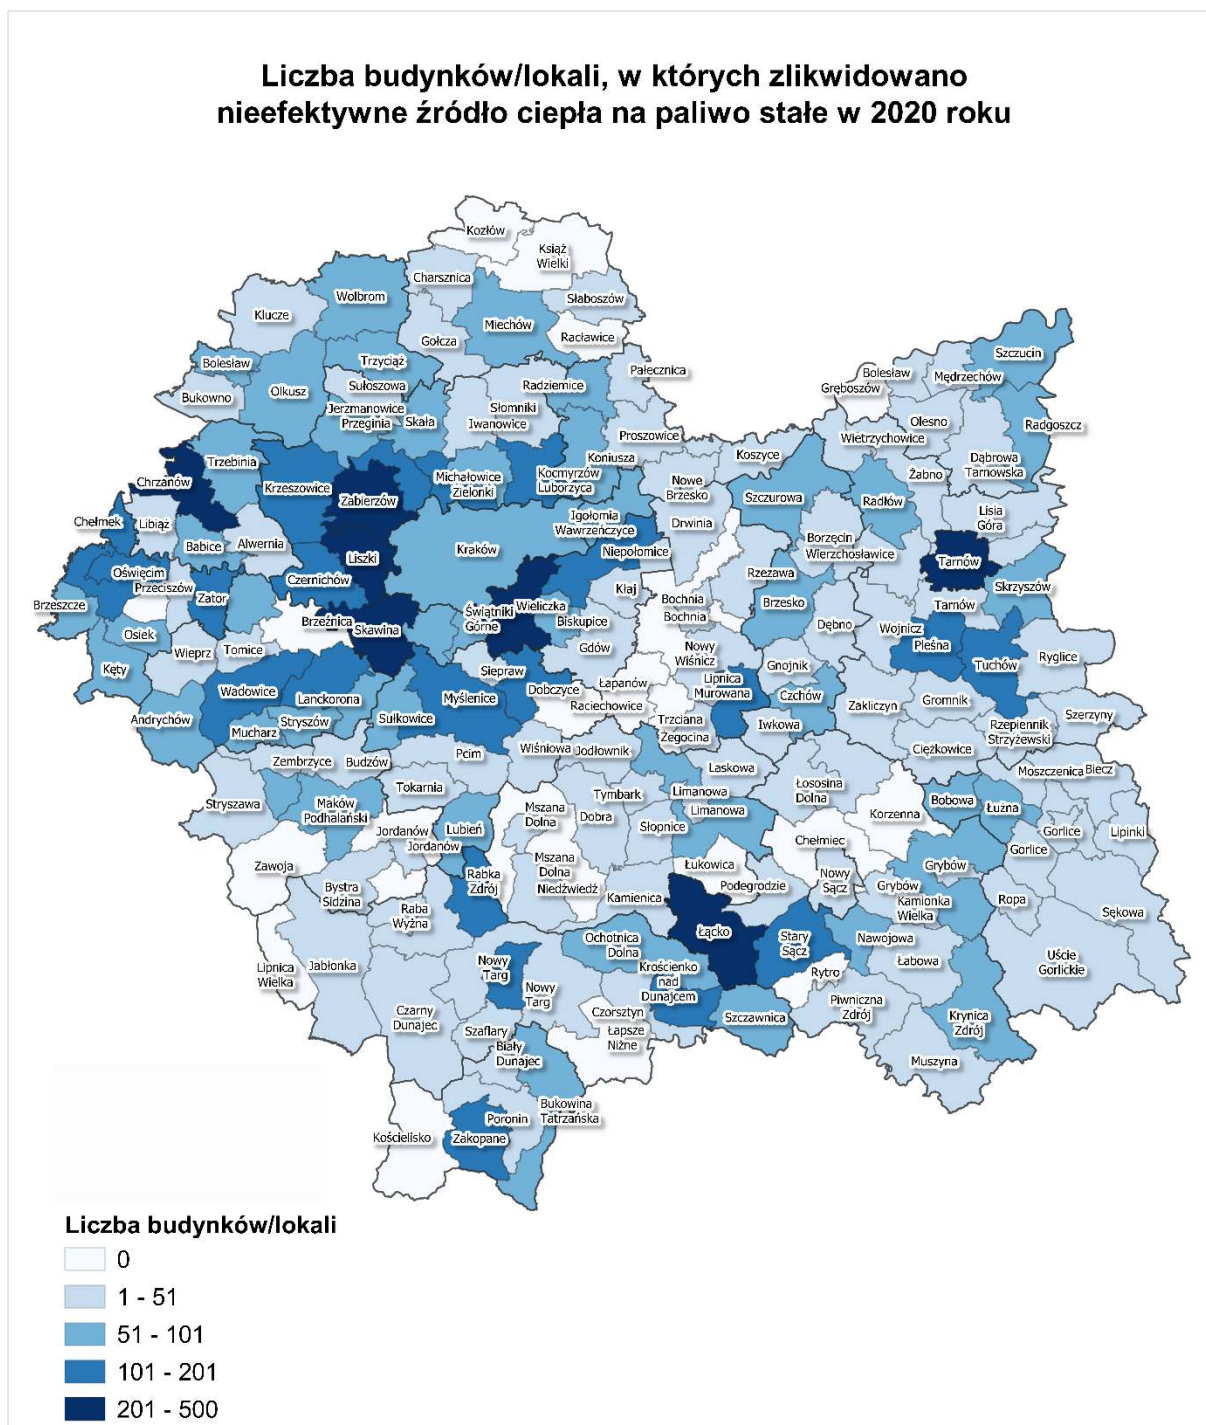 Liczba budynków/lokali, w których zlikwidowano
nieefektywne źródło ciepła na paliwo stałe w 2020 roku
Kozłów
Książ
Wielki
Charsznica
Wolbrom
Słaboszów
Klucze
Miechów
Gołcza
Racławice
Szczucin
Bolesław
Trzyciąż
Pałecznica
Bolesław
Mędrzechów
Olkusz
Sułoszowa
Radziemice
Gręboszów
Bukowno
Jerzmanowice
Przeginia
Skała
Słomniki
Iwanowice
Olesno
Radgoszcz
Proszowice
Wietrzychowice
Koszyce
Koniusza
Dąbrowa
Tarnowska
Trzebinia
Żabno
Chrzanów
Krzeszowice
Michałowice
Zielonki
Kocmyrzów
Luborzyca
Nowe
Brzesko
Zabierzów
Szczurowa
Radłów
Lisia
Góra
Chełmek
Libiąż
Igołomia
Wawrzeńczyce
Drwinia
Babice
Alwernia
Kraków
Borzęcin
Wierzchosławice
Liszki
Niepołomice
Tarnów
Oświęcim
Przeciszów
Czernichów
Kłaj
Rzezawa
Skrzyszów
Brzeszcze
Zator
Bochnia
Brzesko
Tarnów
Wieliczka
Świątniki
Górne
Bochnia
Brzeźnica
Skawina
Biskupice
Dębno
Osiek
Wojnicz
Wieprz
Tomice
Gdów
Nowy
Wiśnicz
Pleśna
Kęty
Siepraw
Gnojnik
Tuchów
Ryglice
Wadowice
Lanckorona
Myślenice
Dobczyce
Łapanów
Lipnica
Murowana
Czchów
Raciechowice
Zakliczyn
Gromnik
Andrychów
Stryszów
Sułkowice
Trzciana
Żegocina
Iwkowa
Szerzyny
Mucharz
Rzepiennik
Strzyżewski
Wiśniowa
Jodłownik
Ciężkowice
Zembrzyce
Budzów
Pcim
Laskowa
Moszczenica
Biecz
Stryszawa
Tokarnia
Łososina
Dolna
Maków
Podhalański
Tymbark
Limanowa
Bobowa
Łużna
Mszana
Dolna
Limanowa
Korzenna
Jordanów
Lubień
Dobra
Słopnice
Gorlice
Lipinki
Jordanów
Chełmiec
Gorlice
Zawoja
Mszana
Dolna
Łukowica
Grybów
Rabka
Zdrój
Nowy
Sącz
Bystra
Sidzina
Niedźwiedź
Podegrodzie
Grybów
Kamienica
Kamionka
Wielka
Ropa
Raba
Wyżna
Sękowa
Łącko
Stary
Sącz
Ochotnica
Dolna
Nawojowa
Uście
Gorlickie
Nowy
Targ
Krościenko
nad
Dunajcem
Łabowa
Lipnica
Wielka
Jabłonka
Rytro
Nowy
Targ
Czarny
Dunajec
Czorsztyn
Piwniczna
Zdrój
Szczawnica
Krynica
Zdrój
Szaflary
Łapsze
Niżne
Biały
Dunajec
Muszyna
Bukowina
Tatrzańska
Poronin
Kościelisko
Zakopane
Liczba budynków/lokali
0
1 - 51
51 - 101
101 - 201
201 - 500